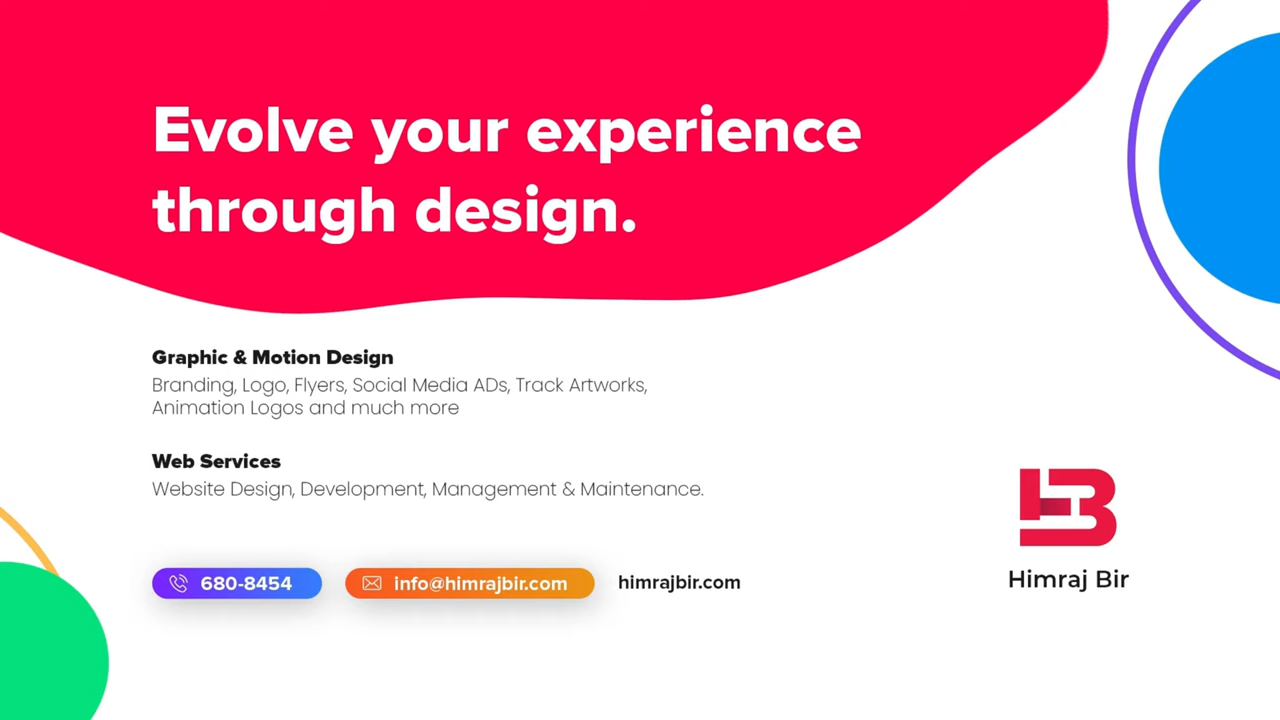 Evolve your experience
through design.
Graphic & Motion Design
Branding, Logo, Flyers, Social Media ADs, Track Artworks,
Animation Logos and much more
Web Services
Website Design, Development, Management & Maintenance.
680-8454
info@himrajbir.com
himrajbir.com
Himraj Bir